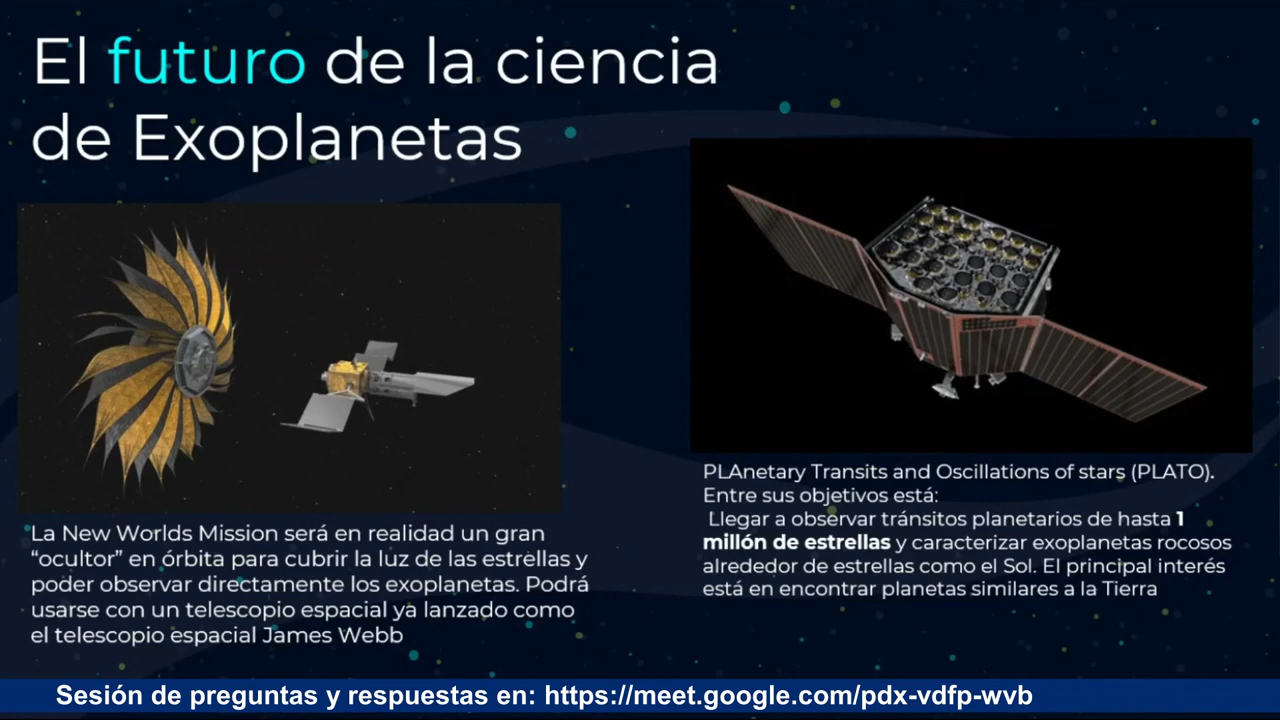 El futuro de la ciencia
de Exoplanetas
La New Worlds Mission será en realidad un gran
“ocultor” en órbita para cubrir la luz de las estrellas y
poder observar directamente los exoplanetas. Podrá
usarse con un telescopio espacial ya lanzado como
el telescopio espacial James Webb
PLAnetary Transits and Oscillations of stars (PLATO).
Entre sus objetivos está:
Llegar a observar tránsitos planetarios de hasta 1
millón de estrellas y caracterizar exoplanetas rocosos
alrededor de estrellas como el Sol. El principal interés
está en encontrar planetas similares a la Tierra
Sesión de preguntas y respuestas en: https://meet.google.com/pdx-vdfp-wvb